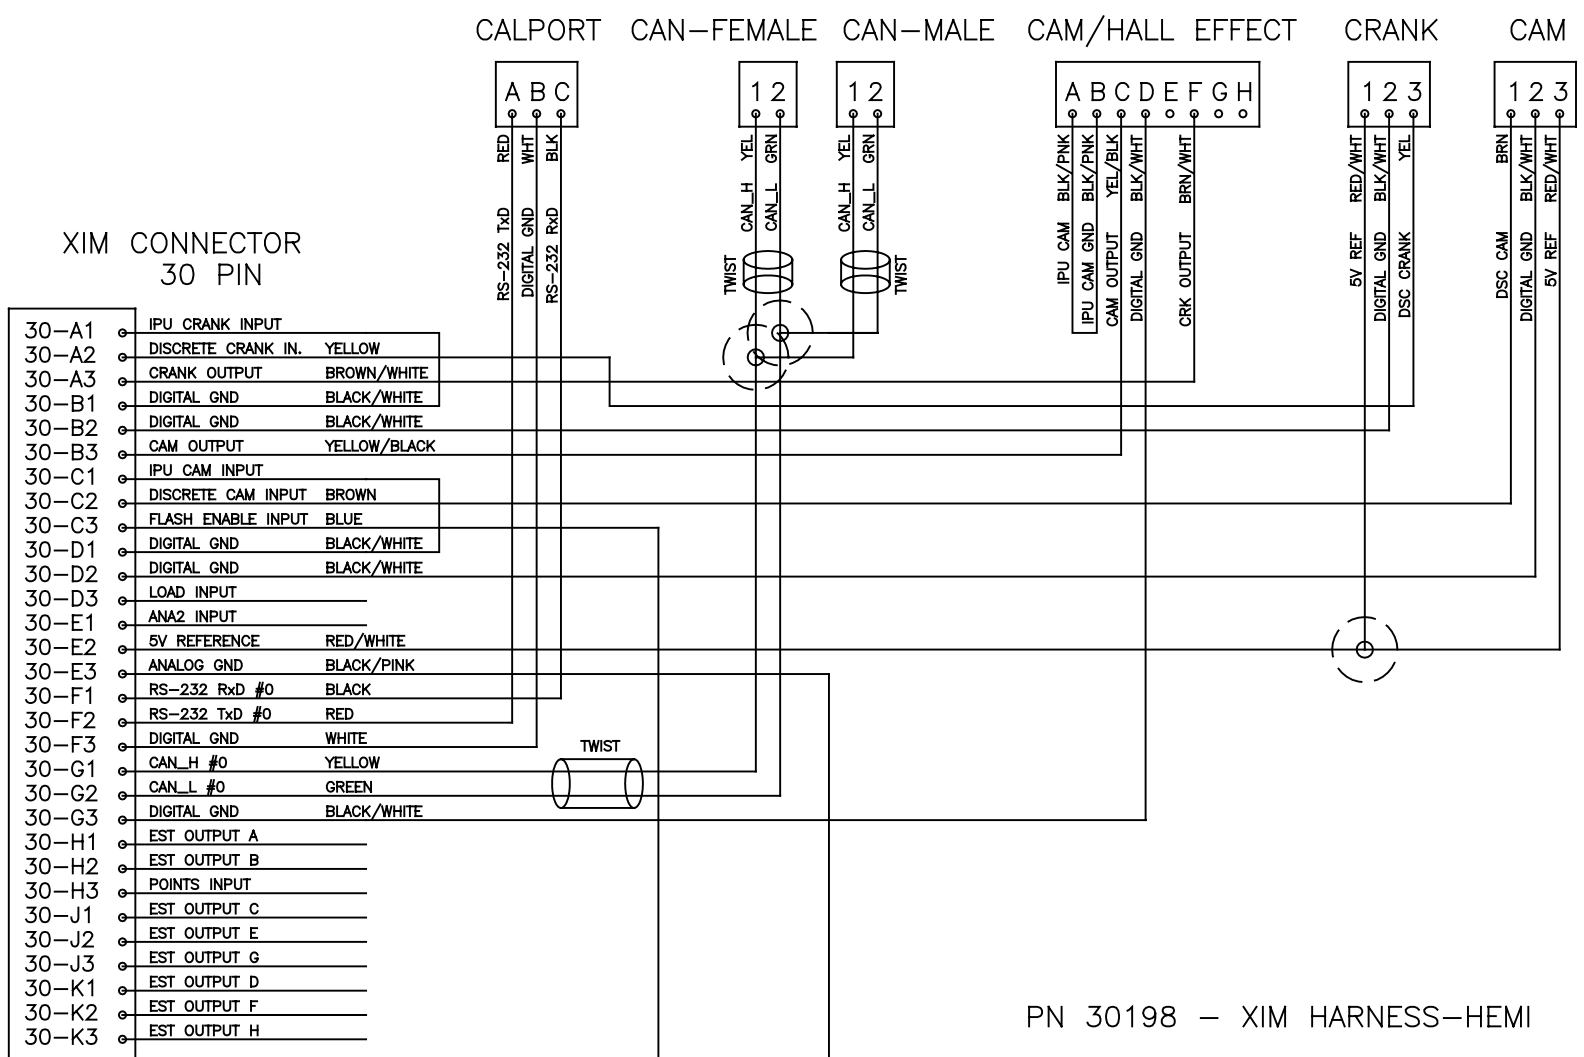 CALPORT CAN-FEMALE CAN-MALE CAM/HALL EFFECT CRANK CAM
A B C 1 2 1 2 A B C D E F G H 1 2 3 1 2 3
RED WHT BLK YEL GRN YEL GRN BLK/PNK BLK/PNK YEL/BLK BLK/WHT BRN/WHT RED/WHT BLK/WHT YEL BRN BLK/WHT RED/WHT
RS-232 TxD DIGITAL GND RS-232 RxD CAN_H CAN_L CAN_H CAN_L IPU CAM IPU CAM GND CAM OUTPUT DIGITAL GND CRK OUTPUT 5V REF DIGITAL GND DSC CRANK DSC CAM DIGITAL GND 5V REF
TWIST TWIST
XIM CONNECTOR
30 PIN
30-A1 IPU CRANK INPUT
30-A2 DISCRETE CRANK IN. YELLOW
30-A3 CRANK OUTPUT BROWN/WHITE
30-B1 DIGITAL GND BLACK/WHITE
30-B2 DIGITAL GND BLACK/WHITE
30-B3 CAM OUTPUT YELLOW/BLACK
30-C1 IPU CAM INPUT
30-C2 DISCRETE CAM INPUT BROWN
30-C3 FLASH ENABLE INPUT BLUE
30-D1 DIGITAL GND BLACK/WHITE
30-D2 DIGITAL GND BLACK/WHITE
30-D3 LOAD INPUT
30-E1 ANA2 INPUT
30-E2 5V REFERENCE RED/WHITE
30-E3 ANALOG GND BLACK/PINK
30-F1 RS-232 RxD #0 BLACK
30-F2 RS-232 TxD #0 RED
30-F3 DIGITAL GND WHITE
TWIST
30-G1 CAN_H #0 YELLOW
30-G2 CAN_L #0 GREEN
30-G3 DIGITAL GND BLACK/WHITE
30-H1 EST OUTPUT A
30-H2 EST OUTPUT B
30-H3 POINTS INPUT
30-J1 EST OUTPUT C
30-J2 EST OUTPUT E
30-J3 EST OUTPUT G
30-K1 EST OUTPUT D
30-K2 EST OUTPUT F
30-K3 EST OUTPUT H
PN 30198 - XIM HARNESS-HEMI